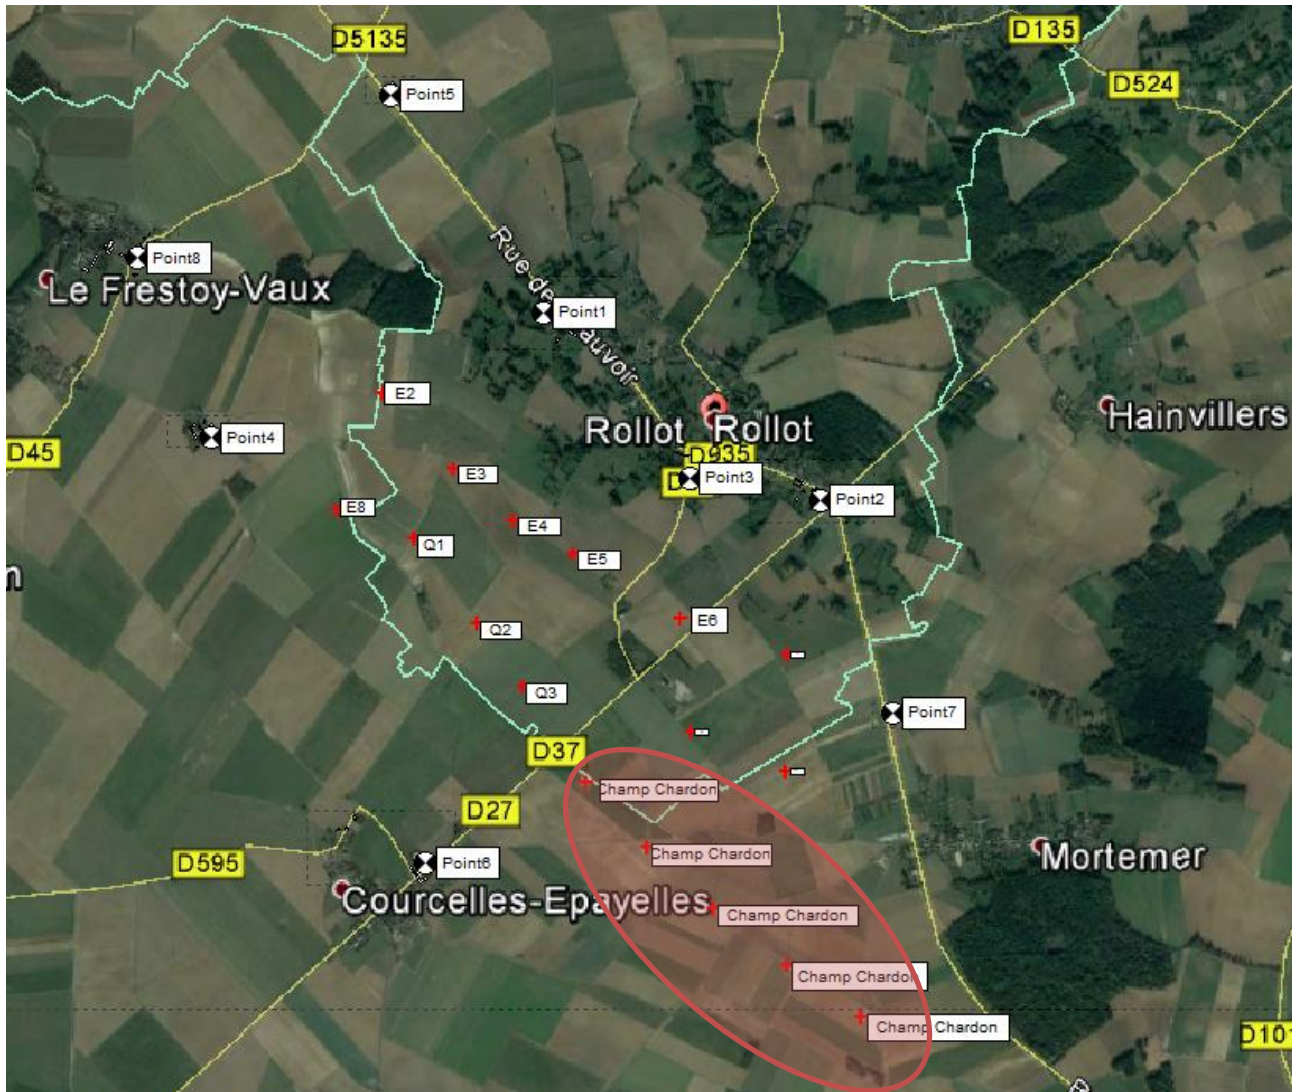 D5135
D135
D524
Point5
Point8
Le Frestoy-Vaux
Rue de
Point1
auvoir
E2
Hainvillers
Point4
Rollot
Rollot
D45
D935
Point3
E3
Point2
E8
E4
Q1
E5
E6
Q2
Q3
Point7
D37
Champ Chardon
D27
Champ Chardon
Mortemer
D595
Point6
Courcelles-Epayelles
Champ Chardon
Champ Chardon
Champ Chardon
D101